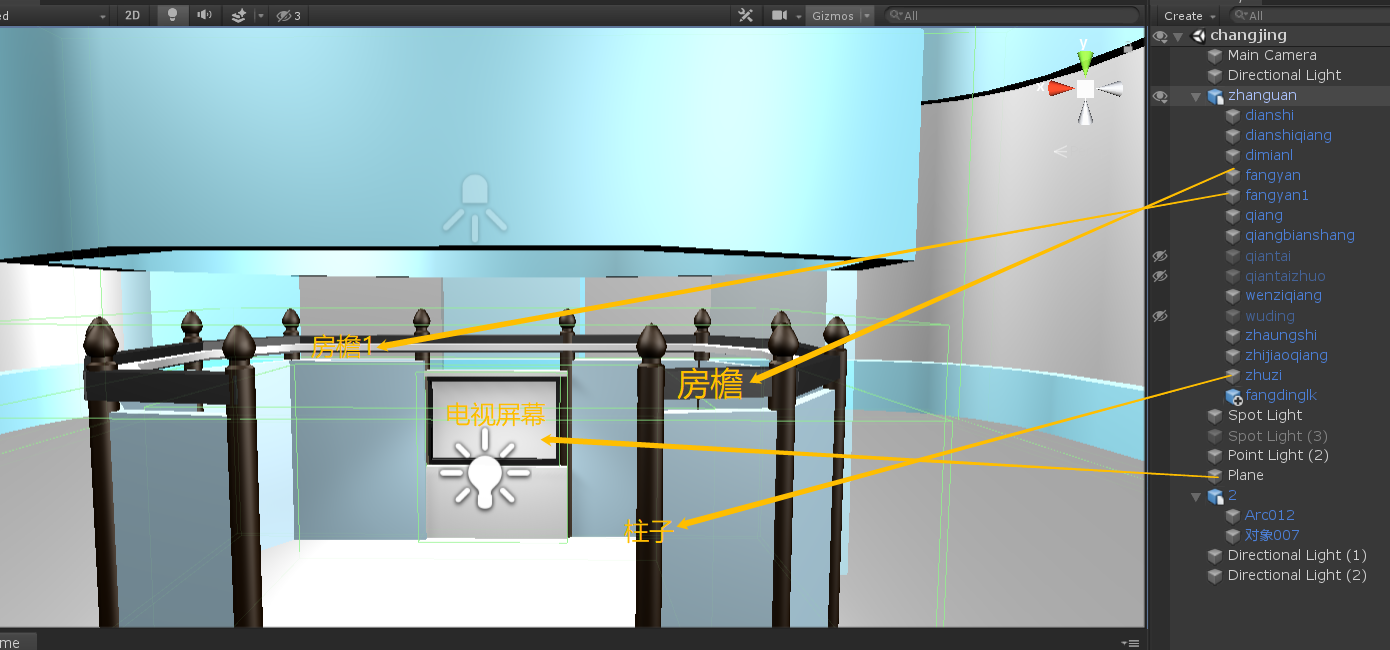 ed
2D
3
Gizmos
All
Create
All
changjing
Main Camera
Directional Light
zhanguan
dianshi
dianshiqiang
dimianl
fangyan
fangyan1
qiang
qiangbianshang
qiantai
qiantaizhuo
wenziqiang
wuding
zhaungshi
zhijiaoqiang
zhuzi
fangdinglk
Spot Light
Spot Light (3)
Point Light (2)
Plane
2
Arc012
对象007
Directional Light (1)
Directional Light (2)
y
x
房檐1
房檐
电视屏幕
柱子
me